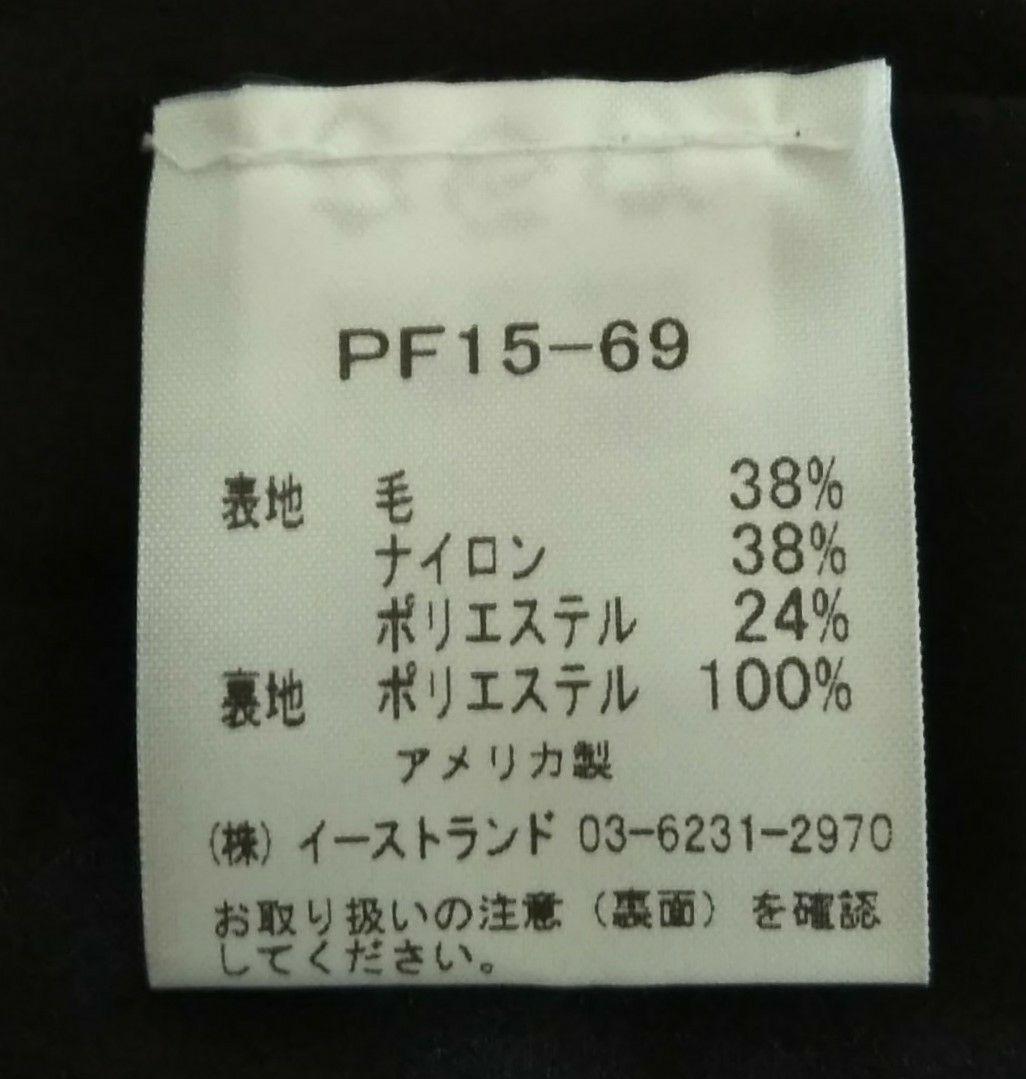 PF15-69
表地 毛 38%
ナイロン 38%
ポリエステル 24%
裏地 ポリエステル 100%
アメリカ製
(株) イーストランド 03-6231-2970
お取り扱いの注意 (裏面) を確認
してください。